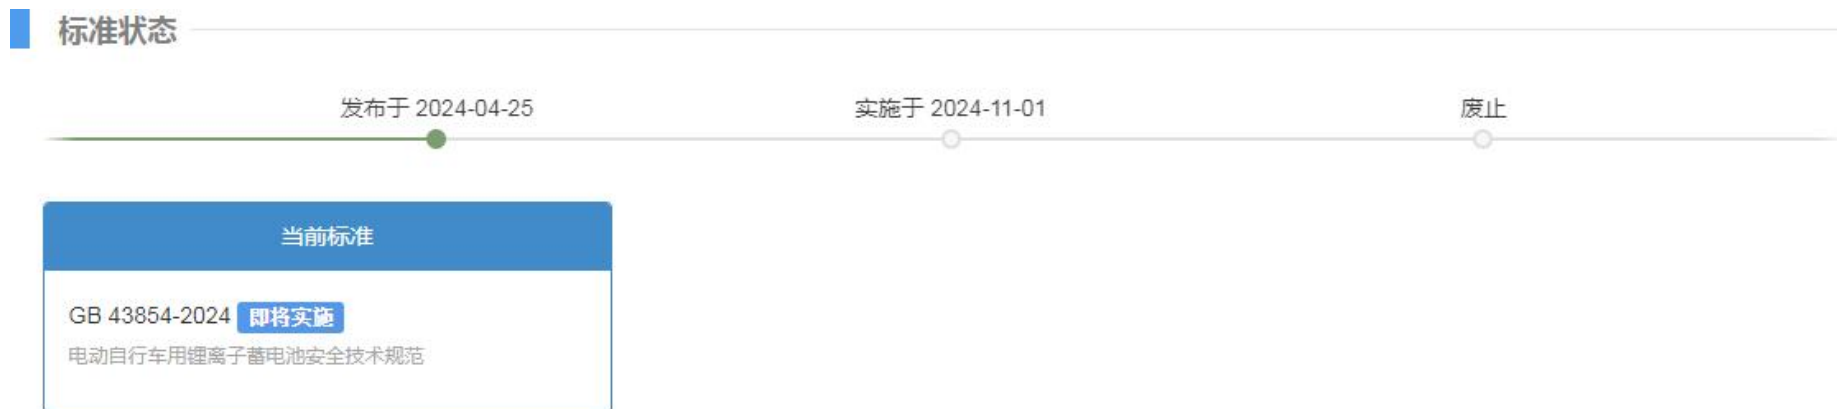 标准状态
发布于 2024-04-25
实施于 2024-11-01
废止
当前标准
GB 43854-2024 即将实施
电动自行车用锂离子蓄电池安全技术规范